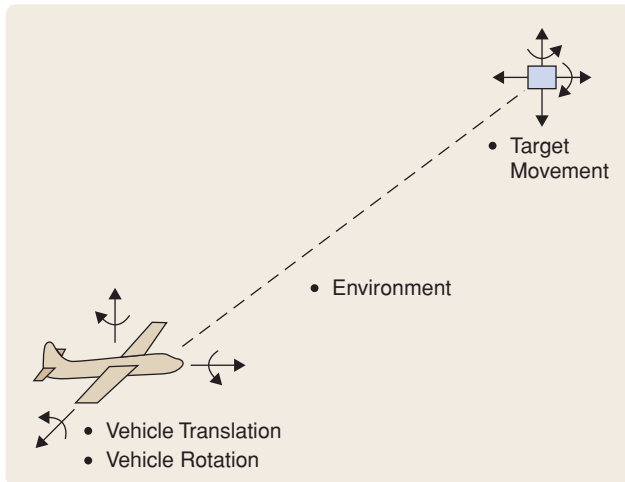 • Target
Movement
• Environment
• Vehicle Translation
• Vehicle Rotation